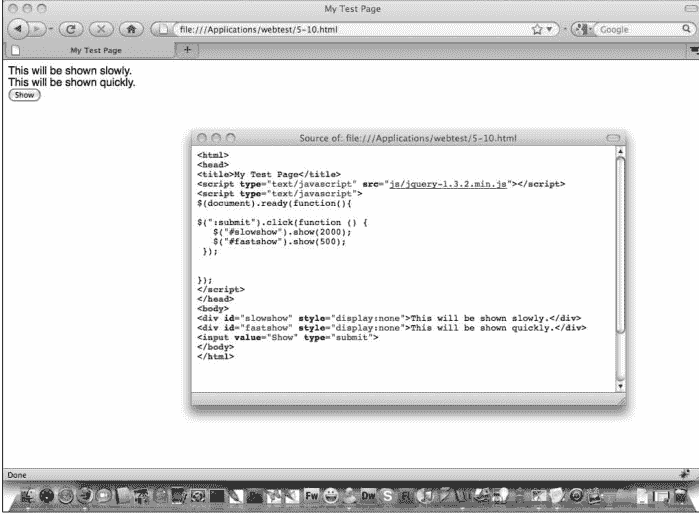 My Test Page
file:///Applications/webtest/5-10.html
Google
My Test Page
+
This will be shown slowly.
This will be shown quickly.
Show
Source of: file:///Applications/webtest/5-10.html
<html>
<head>
<title>My Test Page</title>
<script type="text/javascript" src="js/jquery-1.3.2.min.js"></script>
<script type="text/javascript">
$(document).ready(function(){
$(":submit").click(function () {
$("#slowshow").show(2000);
$("#fastshow").show(500);
});
});
</script>
</head>
<body>
<div id="slowshow" style="display:none">This will be shown slowly.</div>
<div id="fastshow" style="display:none">This will be shown quickly.</div>
<input value="Show" type="submit">
</body>
</html>
Done
Fw Dw S FL